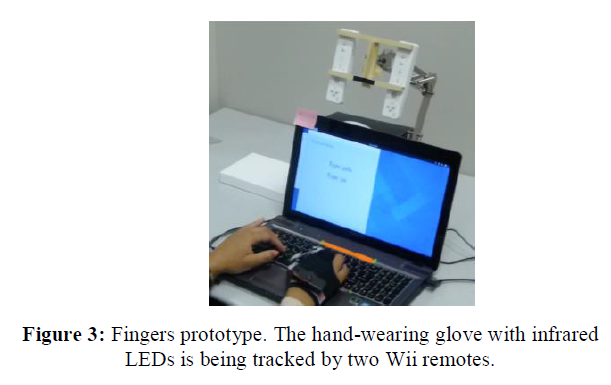 Figure 3: Fingers prototype. The hand-wearing glove with infrared
LEDs is being tracked by two Wii remotes.